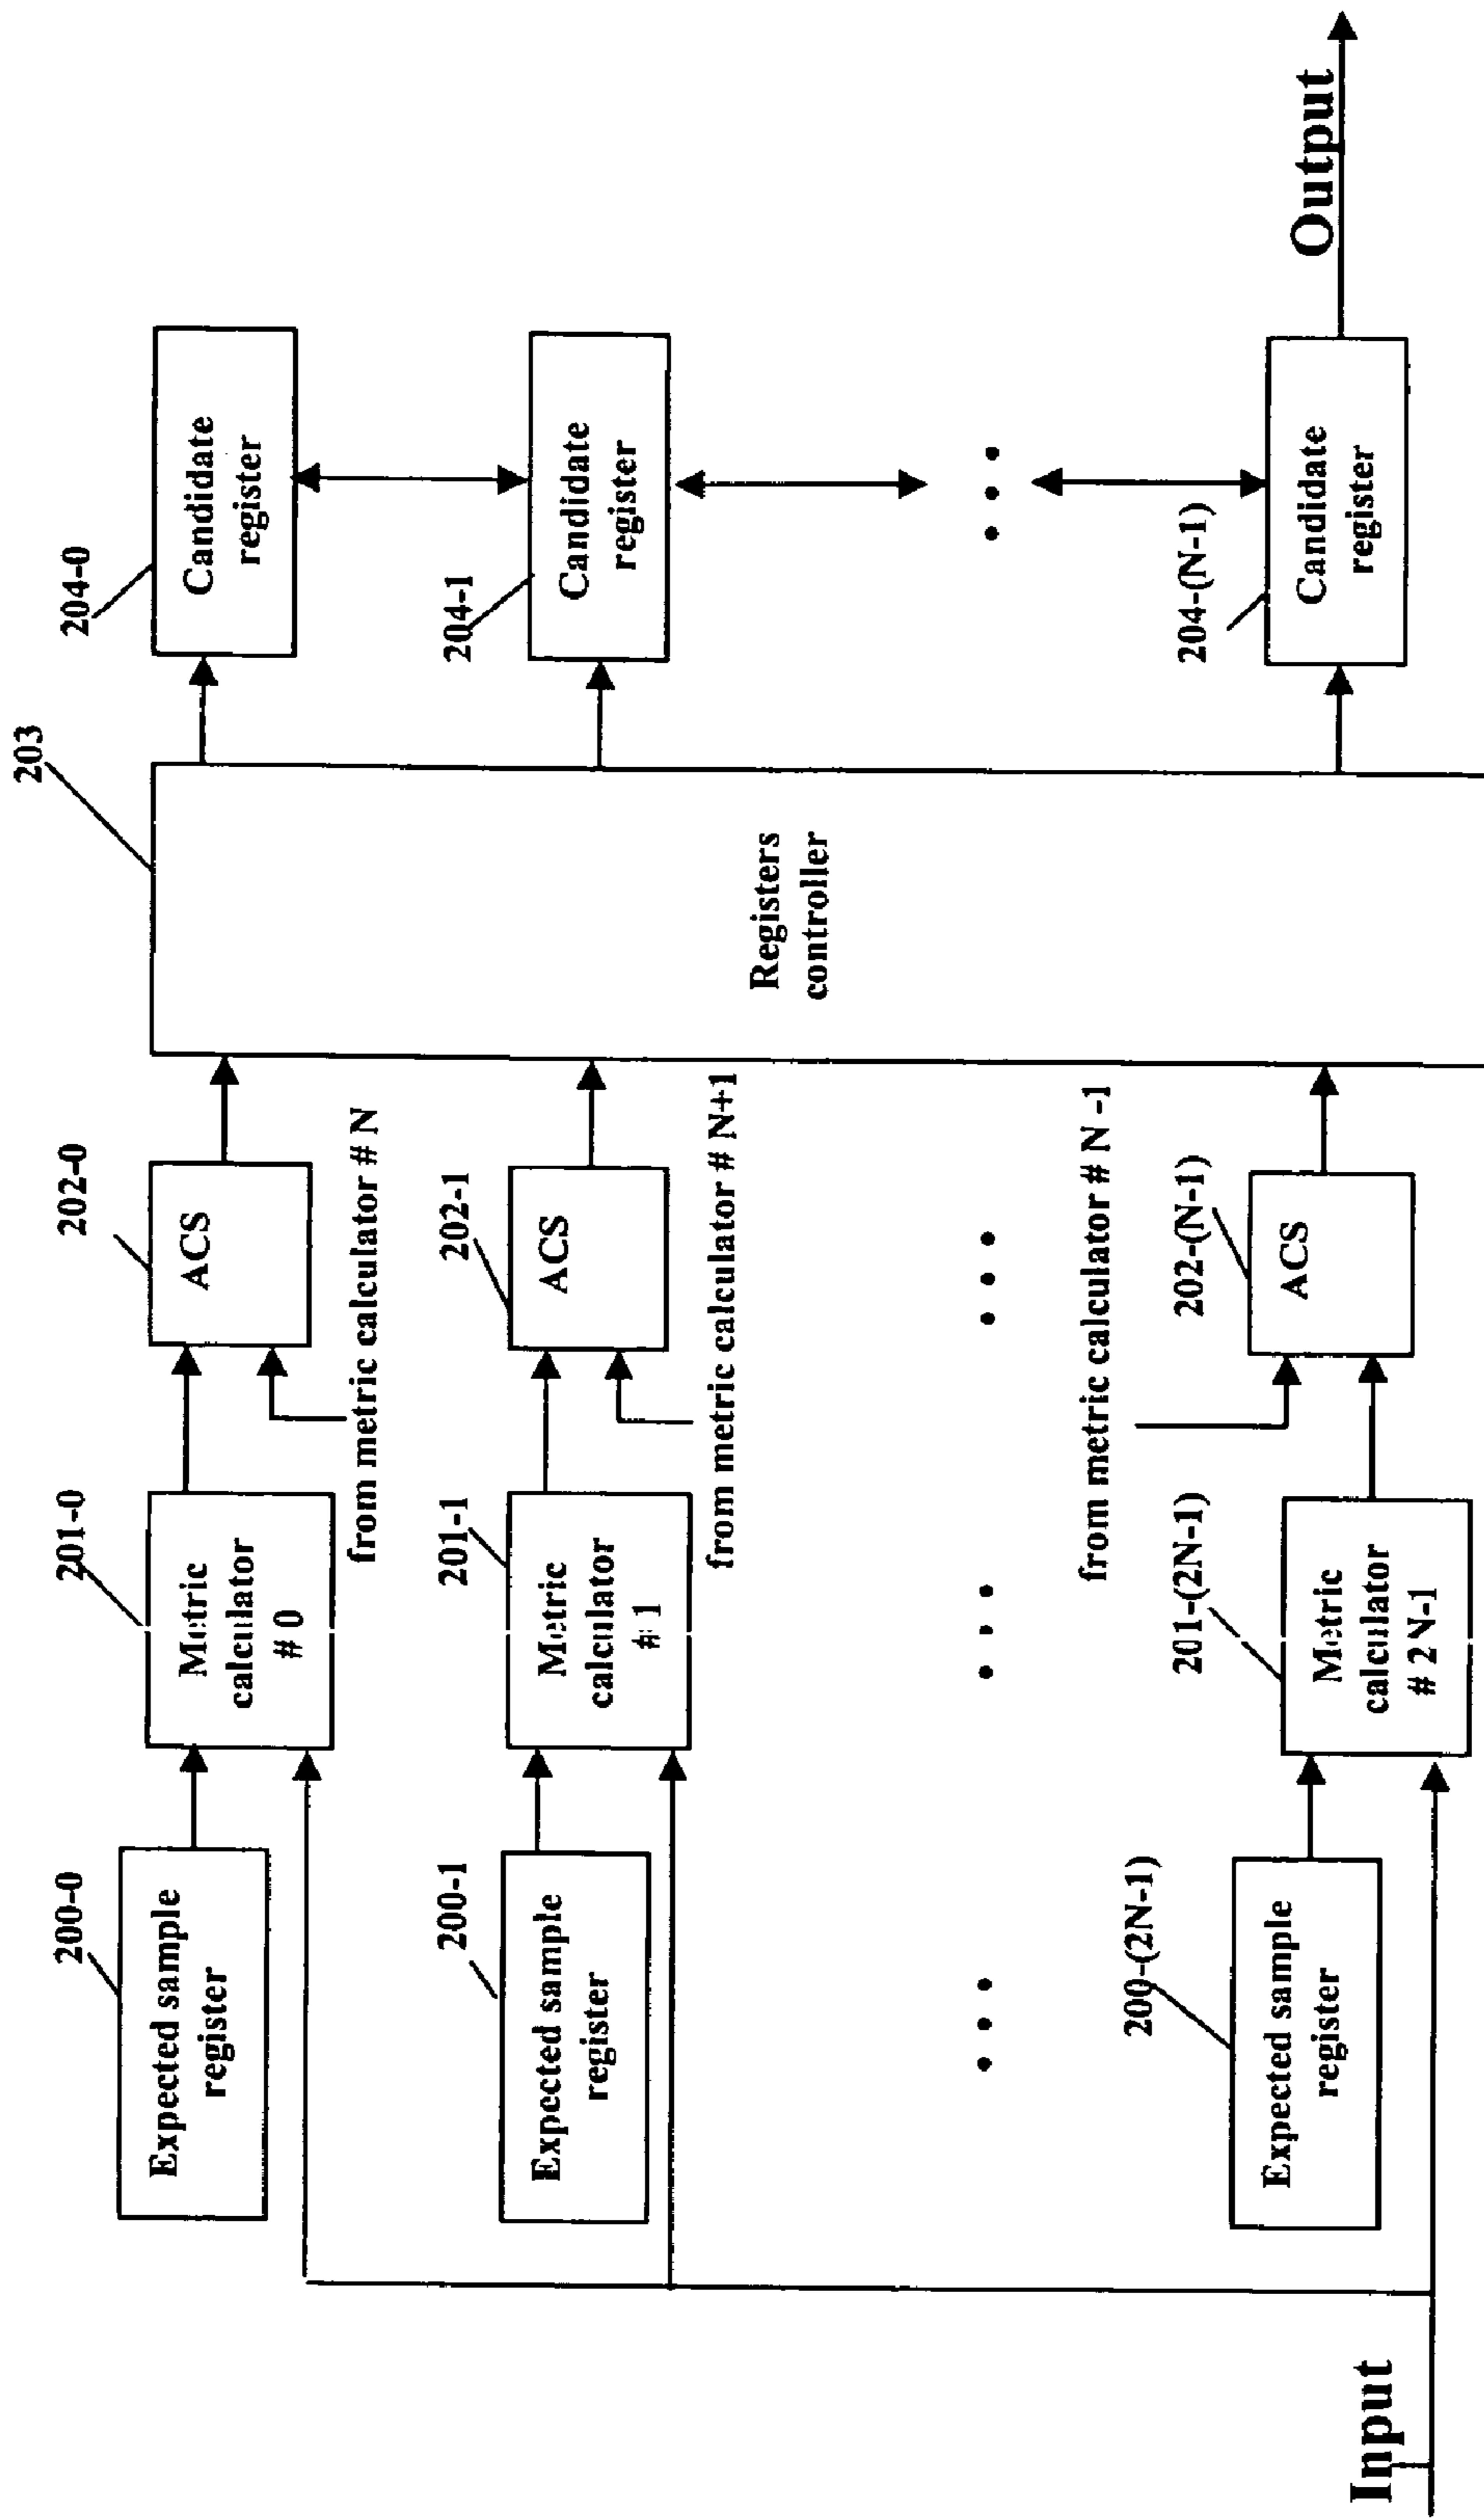 203
204-0
Candidate
register
202-0
ACS
201-0
Metric
calculator
# 0
200-0
Expected sample
register
from metric calculator # N
204-1
Candidate
register
202-1
ACS
201-1
Metric
calculator
# 1
200-1
Expected sample
register
from metric calculator # N+1
Registers
controller
from metric calculator # N -1
200-(2N-1)
Expected sample
register
201-(2N-1)
Metric
calculator
# 2N-1
202-(N-1)
ACS
204-(N-1)
Candidate
register
Input
Output